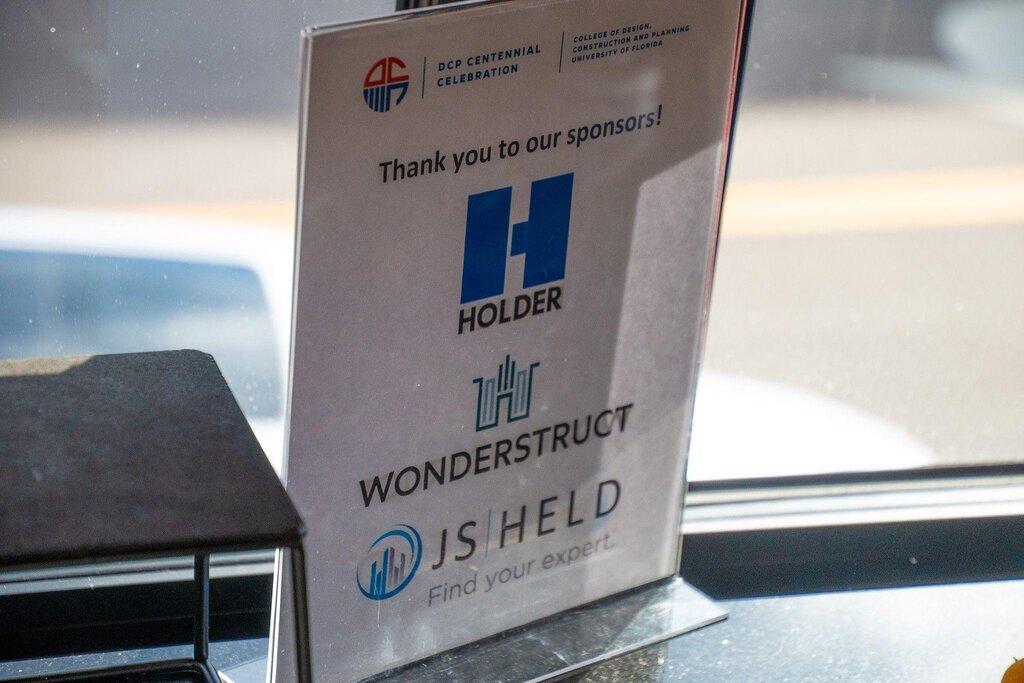 DCP CENTENNIAL
CELEBRATION
COLLEGE OF DESIGN,
CONSTRUCTION AND PLANNING
UNIVERSITY OF FLORIDA
Thank you to our sponsors!
H
HOLDER
WONDERSTRUCT
JS|HELD
Find your expert.